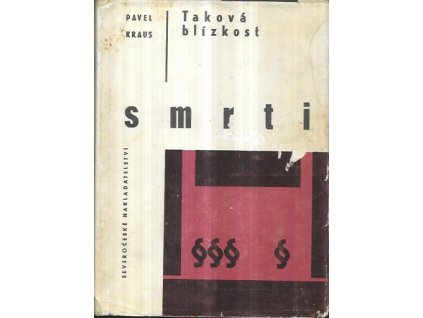 PAVEL
KRAUS
Taková
blízkost
smrti
SEVEROČESKÉ NAKLADATELSTVÍ
§§§ §